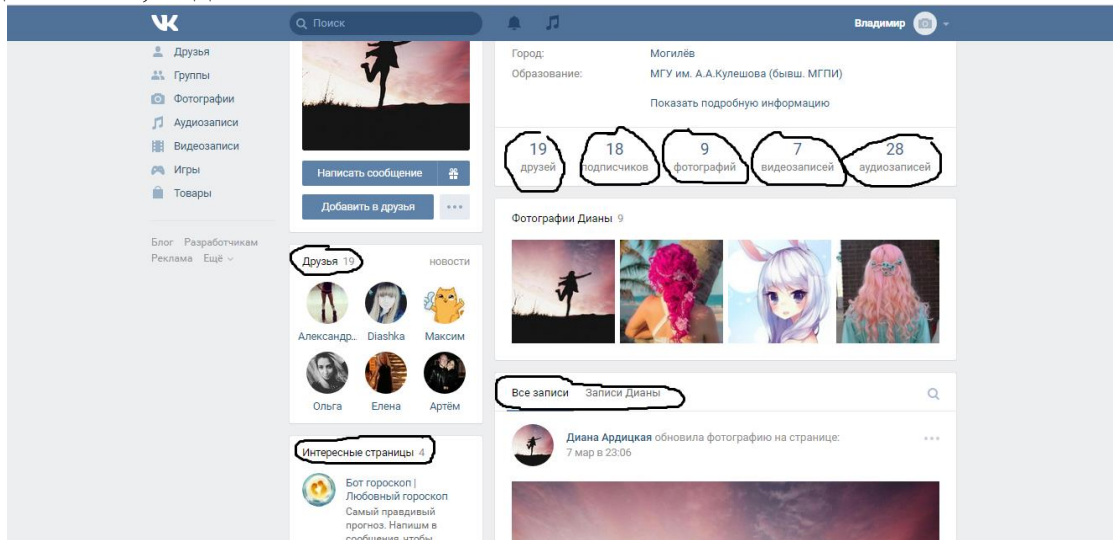 Поиск
Владимир
Друзья
Группы
Фотографии
Аудиозаписи
Видеозаписи
Игры
Товары
Блог Разработчикам
Реклама Ещё
Написать сообщение
Добавить в друзья
Друзья 19 новости
Александр.. Diashka Максим
Ольга Елена Артём
Интересные страницы 4
Бот гороскоп |
Любовный гороскоп
Самый правдивый
прогноз. Напишим в
сообщения, чтобы
Город: Могилёв
Образование: МГУ им. А.А.Кулешова (бывш. МГПИ)
Показать подробную информацию
19 18 9 7 28
друзей подписчиков фотографий видеозаписей аудиозаписей
Фотографии Дианы 9
Все записи Записи Дианы
Диана Ардицкая обновила фотографию на странице:
7 мар в 23:06